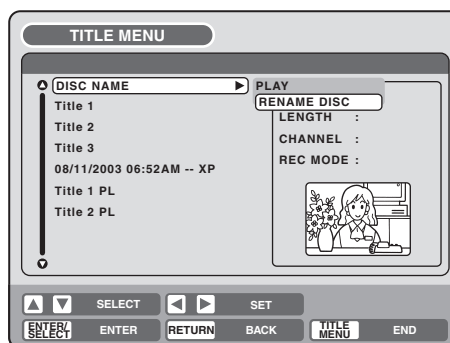 TITLE MENU
DISC NAME
Title 1
Title 2
Title 3
08/11/2003 06:52AM -- XP
Title 1 PL
Title 2 PL
PLAY
RENAME DISC
LENGTH :
CHANNEL :
REC MODE :
SELECT SET
ENTER/SELECT ENTER RETURN BACK TITLE MENU END